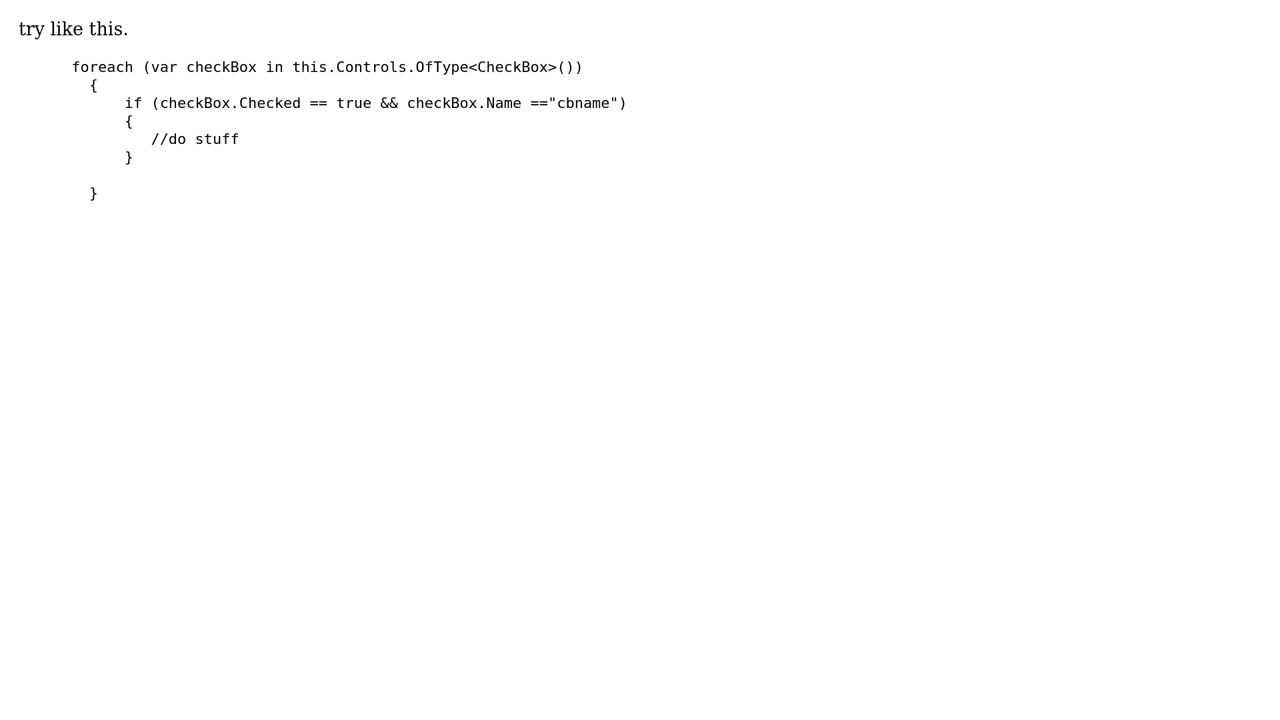 try like this.
foreach (var checkBox in this.Controls.OfType<CheckBox>())
{
if (checkBox.Checked == true && checkBox.Name =="cbname")
{
//do stuff
}
}